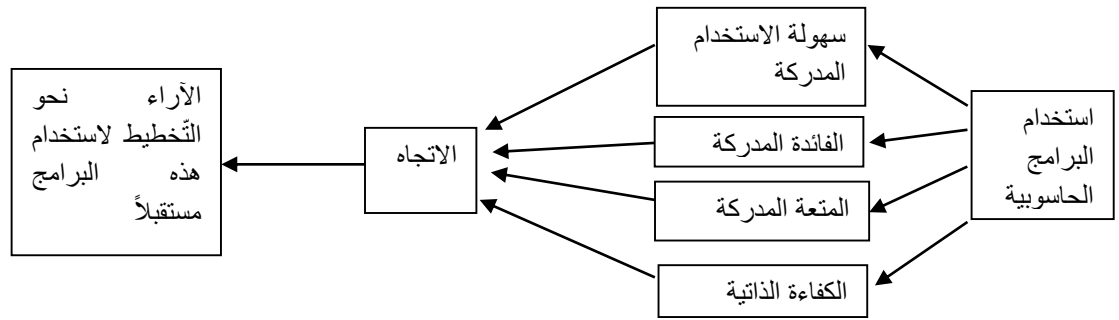 استخدام
البرامج
الحاسوبية
سهولة الاستخدام
المدركة
الفائدة المدركة
المتعة المدركة
الكفاءة الذاتية
الاتجاه
الآراء نحو
التّخطيط لاستخدام
هذه البرامج
مستقبلاً